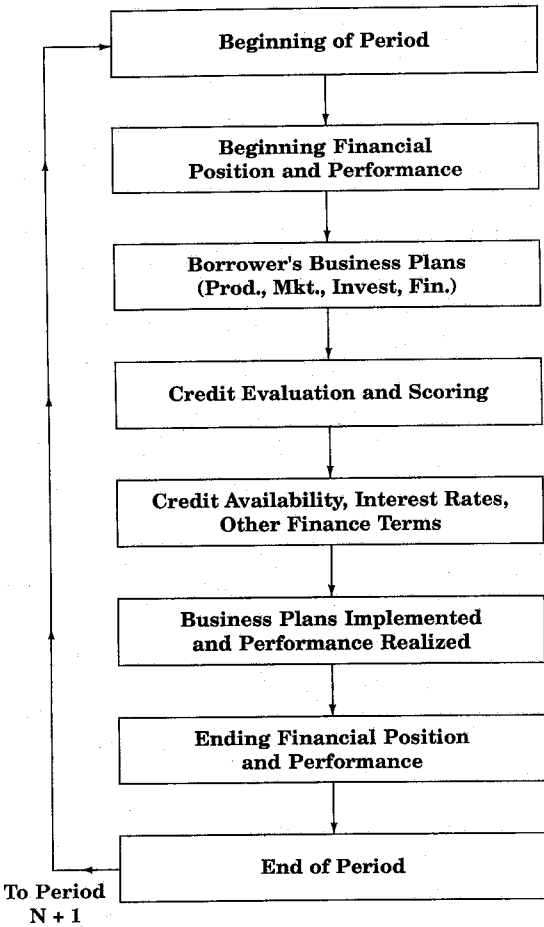 Beginning of Period
Beginning Financial
Position and Performance
Borrower's Business Plans
(Prod., Mkt., Invest, Fin.)
Credit Evaluation and Scoring
Credit Availability, Interest Rates,
Other Finance Terms
Business Plans Implemented
and Performance Realized
Ending Financial Position
and Performance
End of Period
To Period
N + 1